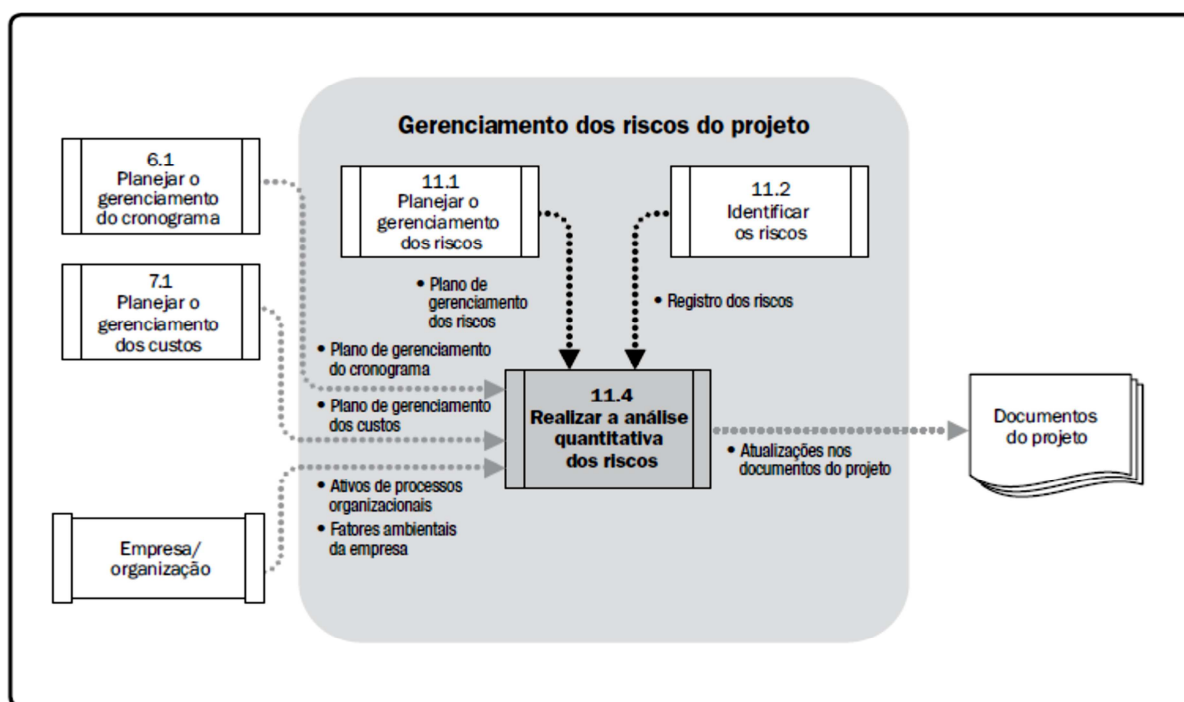 Gerenciamento dos riscos do projeto
6.1
Planejar o
gerenciamento
do cronograma
11.1
Planejar o
gerenciamento
dos riscos
11.2
Identificar
os riscos
7.1
Planejar o
gerenciamento
dos custos
• Plano de
gerenciamento
dos riscos
• Registro dos riscos
• Plano de gerenciamento
do cronograma
• Plano de gerenciamento
dos custos
11.4
Realizar a análise
quantitativa
dos riscos
• Atualizações nos
documentos do projeto
Documentos
do projeto
• Ativos de processos
organizacionais
• Fatores ambientais
da empresa
Empresa/
organização